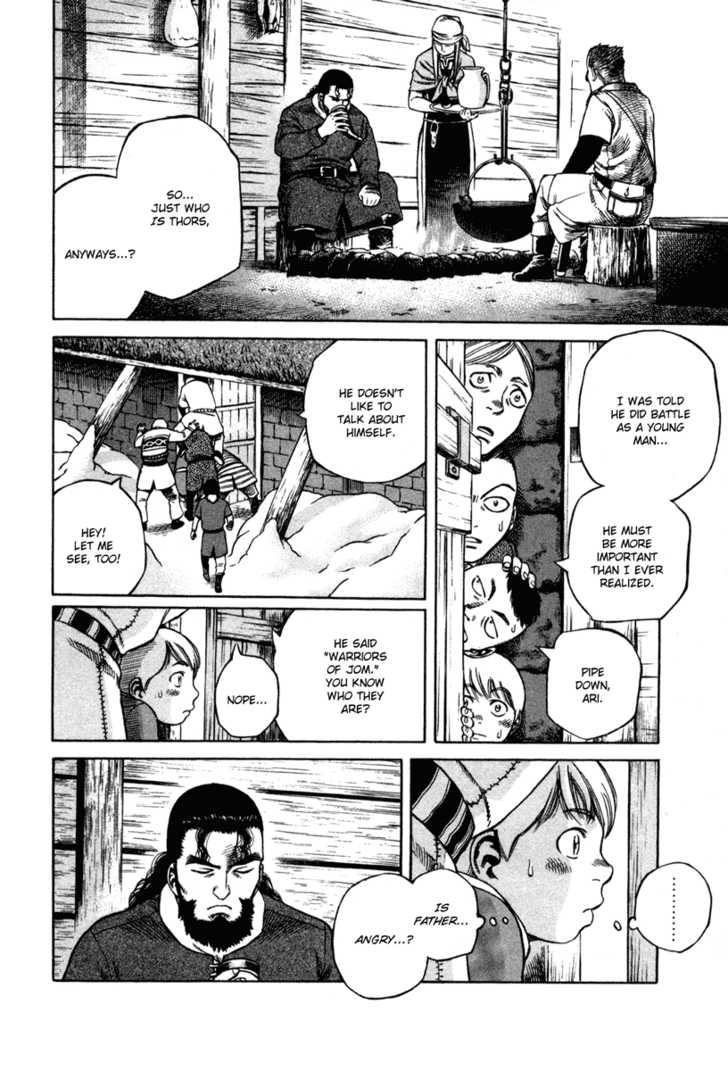 SO...
JUST WHO
IS THORS,
ANYWAYS...?
I WAS TOLD
HE DID BATTLE
AS A YOUNG
MAN...
HE MUST
BE MORE
IMPORTANT
THAN I EVER
REALIZED.
PIPE
DOWN,
ARI.
HE DOESN'T
LIKE TO
TALK ABOUT
HIMSELF.
HEY!
LET ME
SEE, TOO!
HE SAID
"WARRIORS
OF JOM."
YOU KNOW
WHO THEY
ARE?
NOPE...
.........
IS
FATHER...
ANGRY...?